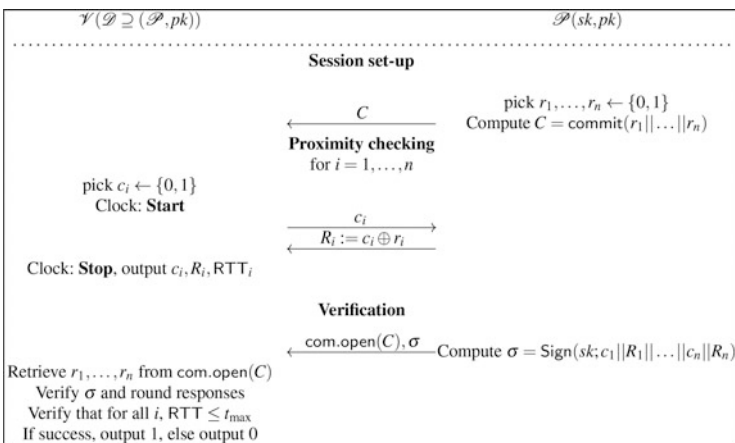 𝒱(𝒟 ⊇ (𝒫, pk)) 𝒫(sk, pk)
Session set-up
pick r₁,…,rₙ ← {0,1}
C
Compute C = commit(r₁||…||rₙ)
Proximity checking
for i = 1,…,n
pick cᵢ ← {0,1}
Clock: Start
cᵢ
Rᵢ := cᵢ ⊕ rᵢ
Clock: Stop, output cᵢ, Rᵢ, RTTᵢ
Verification
com.open(C), σ
Compute σ = Sign(sk; c₁||R₁||…||cₙ||Rₙ)
Retrieve r₁,…,rₙ from com.open(C)
Verify σ and round responses
Verify that for all i, RTT ≤ tₘₐₓ
If success, output 1, else output 0